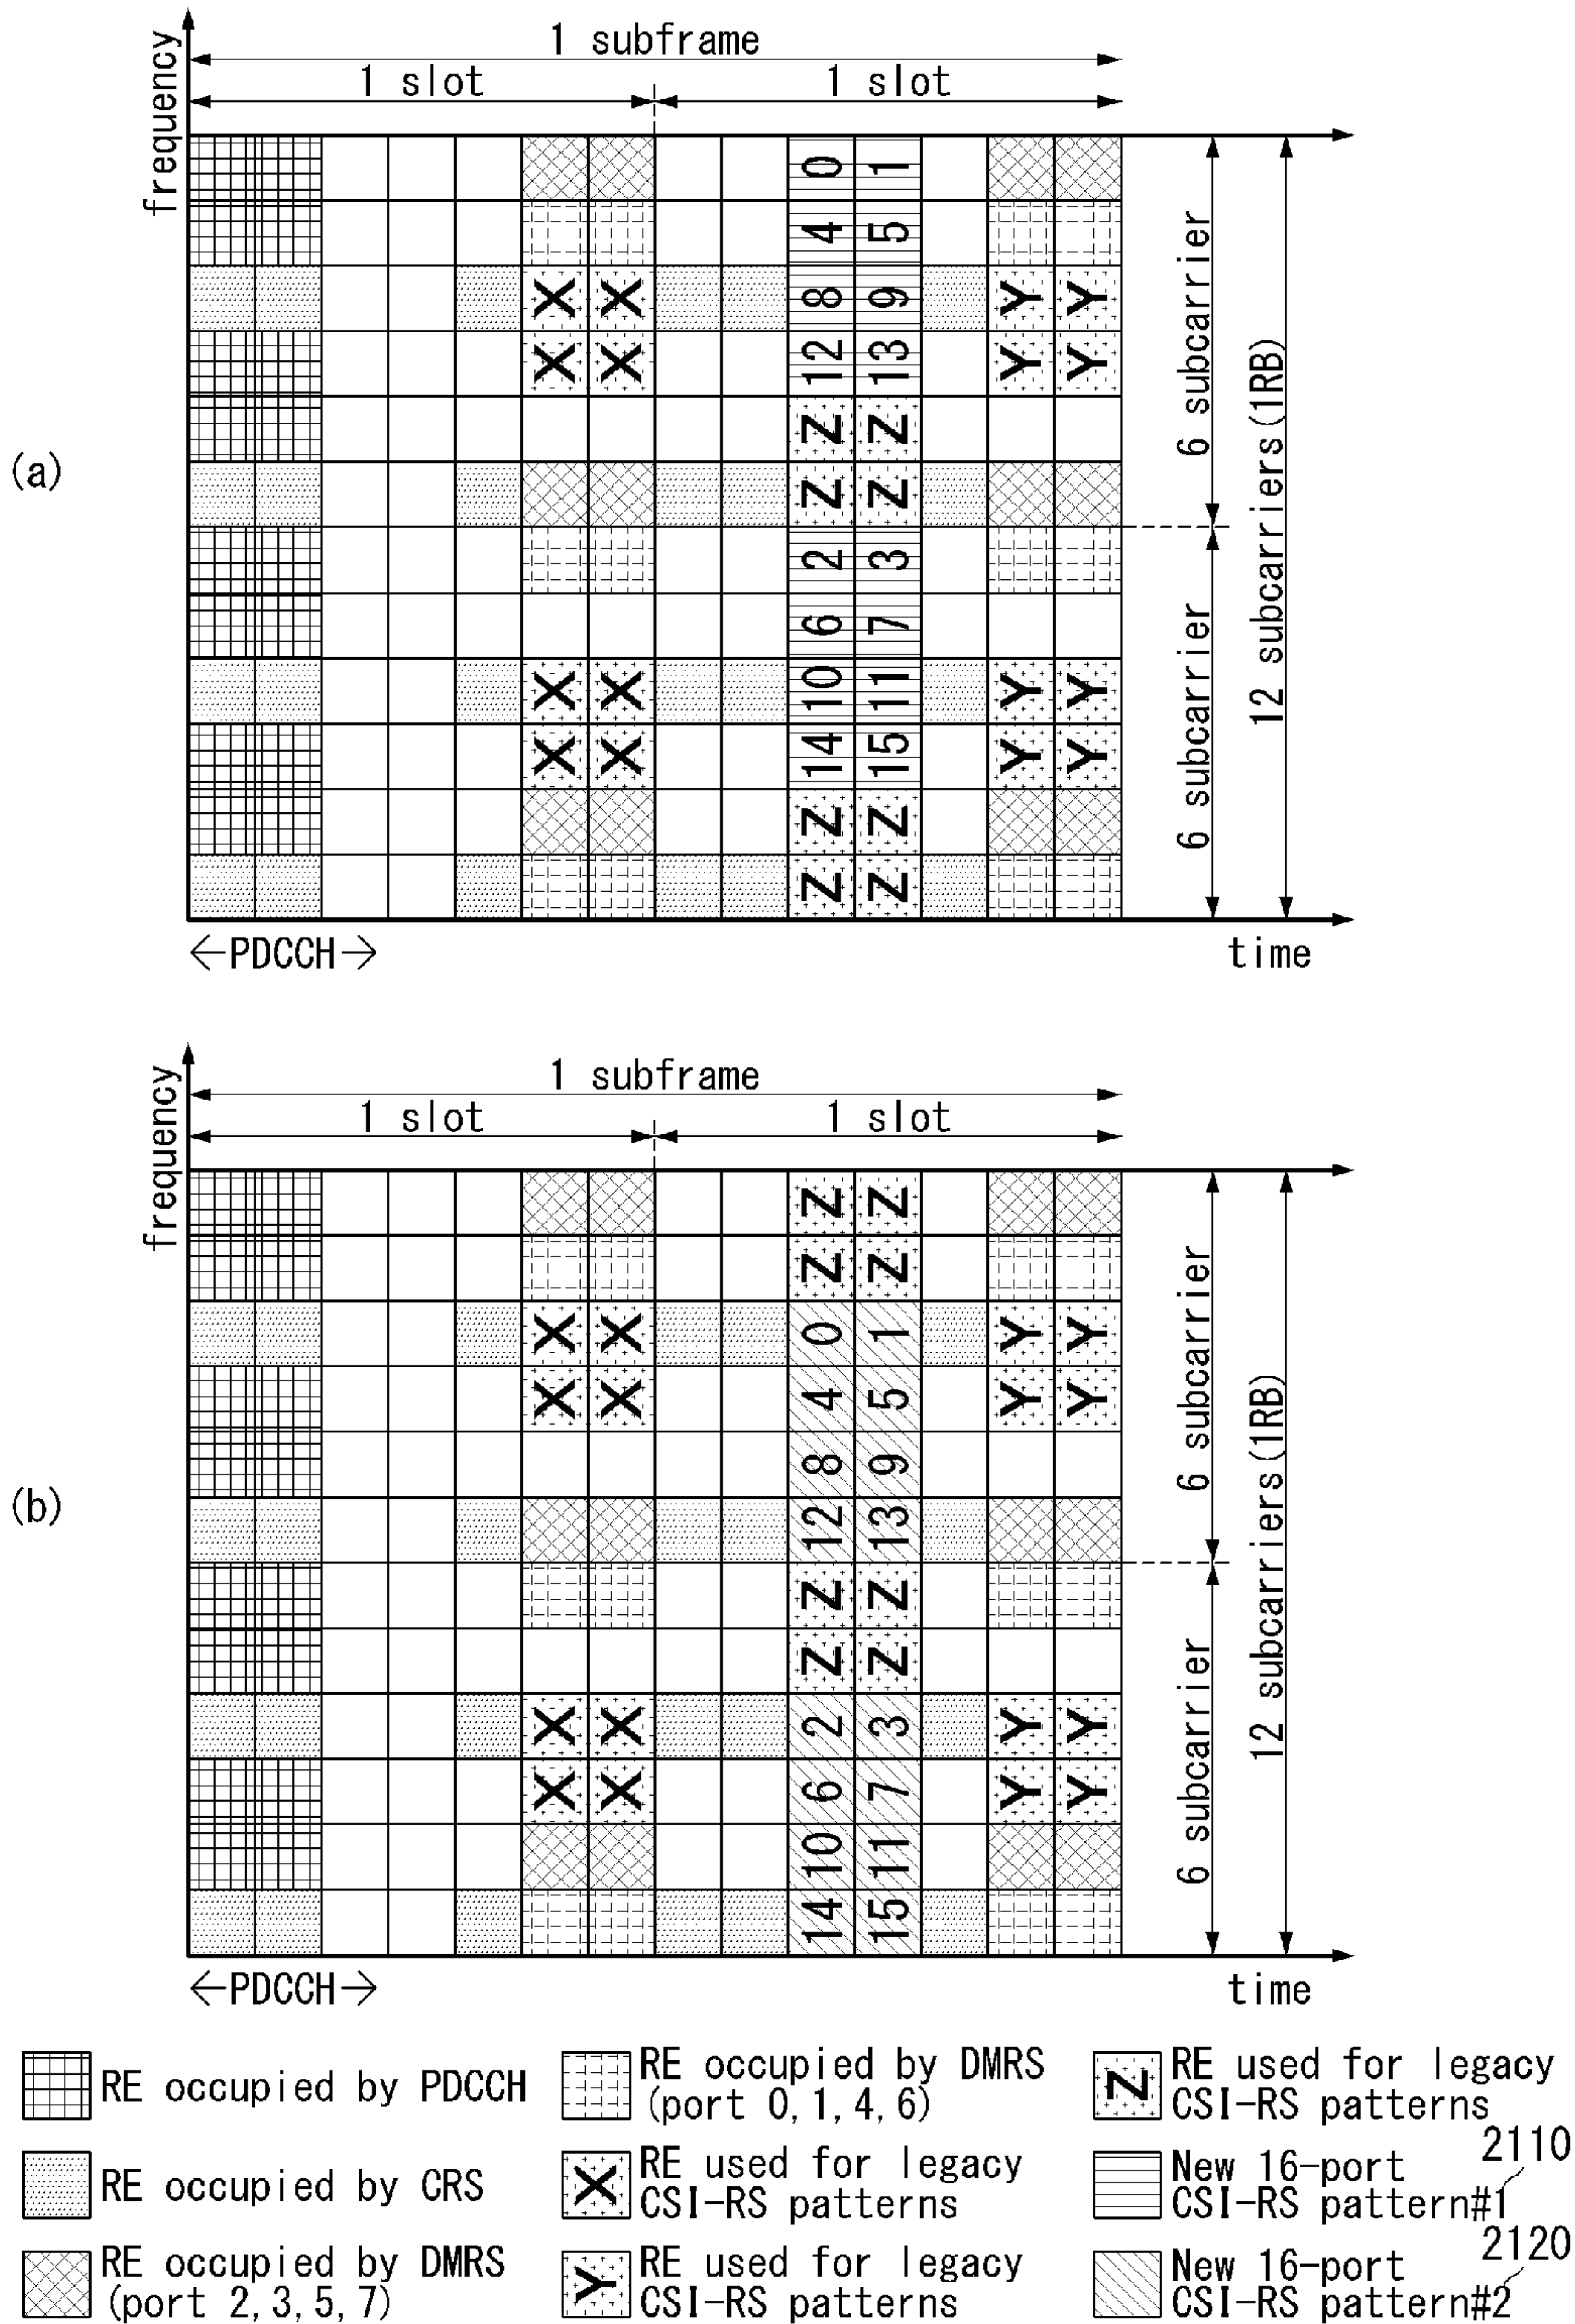 1 subframe
1 slot 1 slot
frequency
0 1
4 5
X X 8 9 Y Y
X X 12 13 Y Y
Z Z
(a)
Z Z
2 3
6 7
X X 10 11 Y Y
X X 14 15 Y Y
Z Z
Z Z
6 subcarrier
6 subcarrier
12 subcarriers(1RB)
←PDCCH→ time
1 subframe
1 slot 1 slot
frequency
Z Z
Z Z
X X 0 1 Y Y
X X 4 5 Y Y
8 9
(b)
12 13
Z Z
Z Z
X X 2 3 Y Y
X X 6 7 Y Y
10 11
14 15
6 subcarrier
6 subcarrier
12 subcarriers(1RB)
←PDCCH→ time
RE occupied by PDCCH
RE occupied by CRS
RE occupied by DMRS
(port 2,3,5,7)
RE occupied by DMRS
(port 0,1,4,6)
X RE used for legacy
CSI-RS patterns
Y RE used for legacy
CSI-RS patterns
Z RE used for legacy
CSI-RS patterns
New 16-port 2110
CSI-RS pattern#1
New 16-port 2120
CSI-RS pattern#2